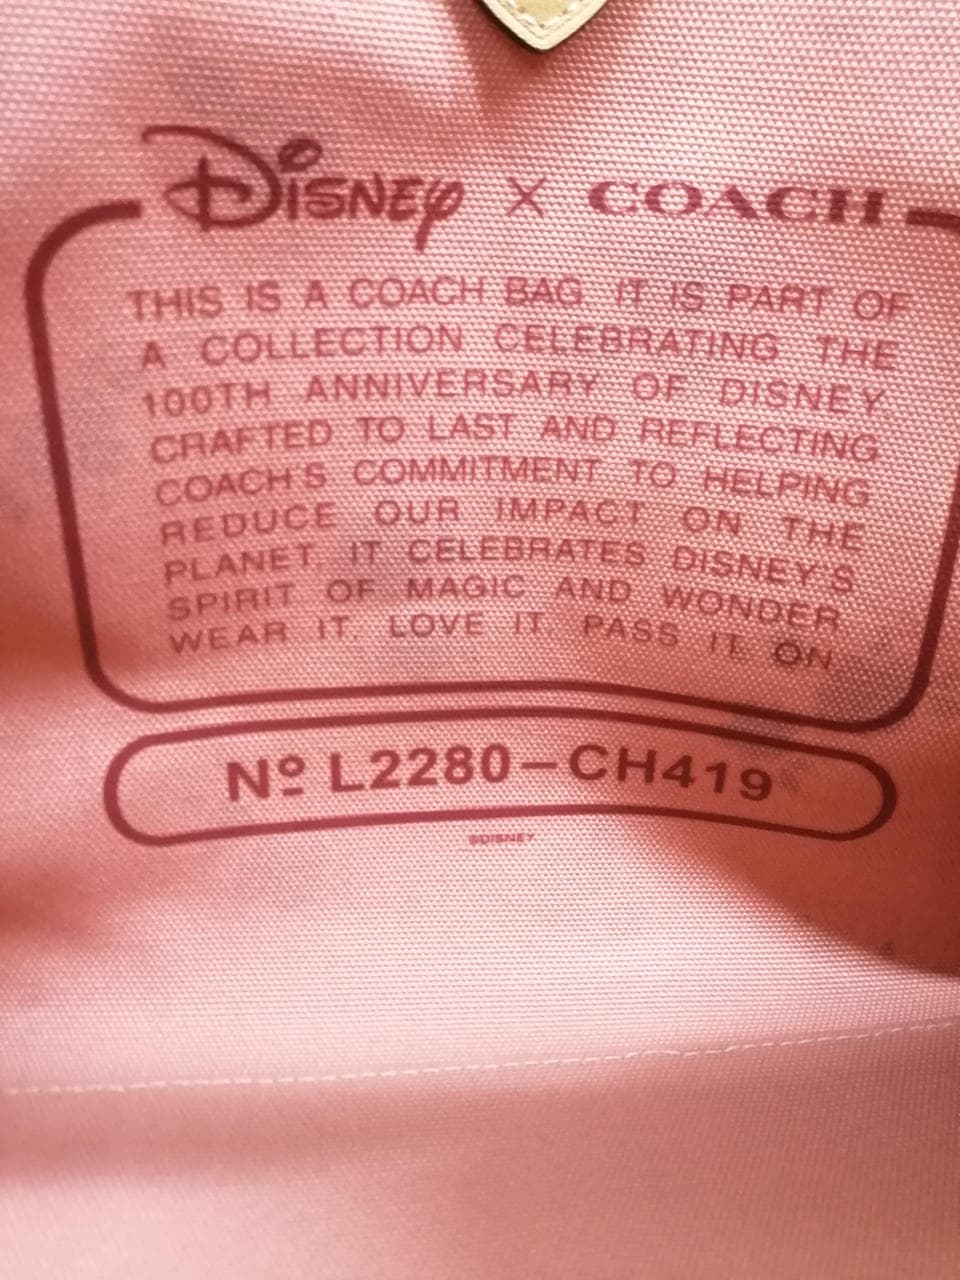 DISNEY X COACH
THIS IS A COACH BAG. IT IS PART OF
A COLLECTION CELEBRATING THE
100TH ANNIVERSARY OF DISNEY.
CRAFTED TO LAST AND REFLECTING
COACH'S COMMITMENT TO HELPING
REDUCE OUR IMPACT ON THE
PLANET. IT CELEBRATES DISNEY'S
SPIRIT OF MAGIC AND WONDER.
WEAR IT. LOVE IT. PASS IT ON.
Nº L2280-CH419
©DISNEY